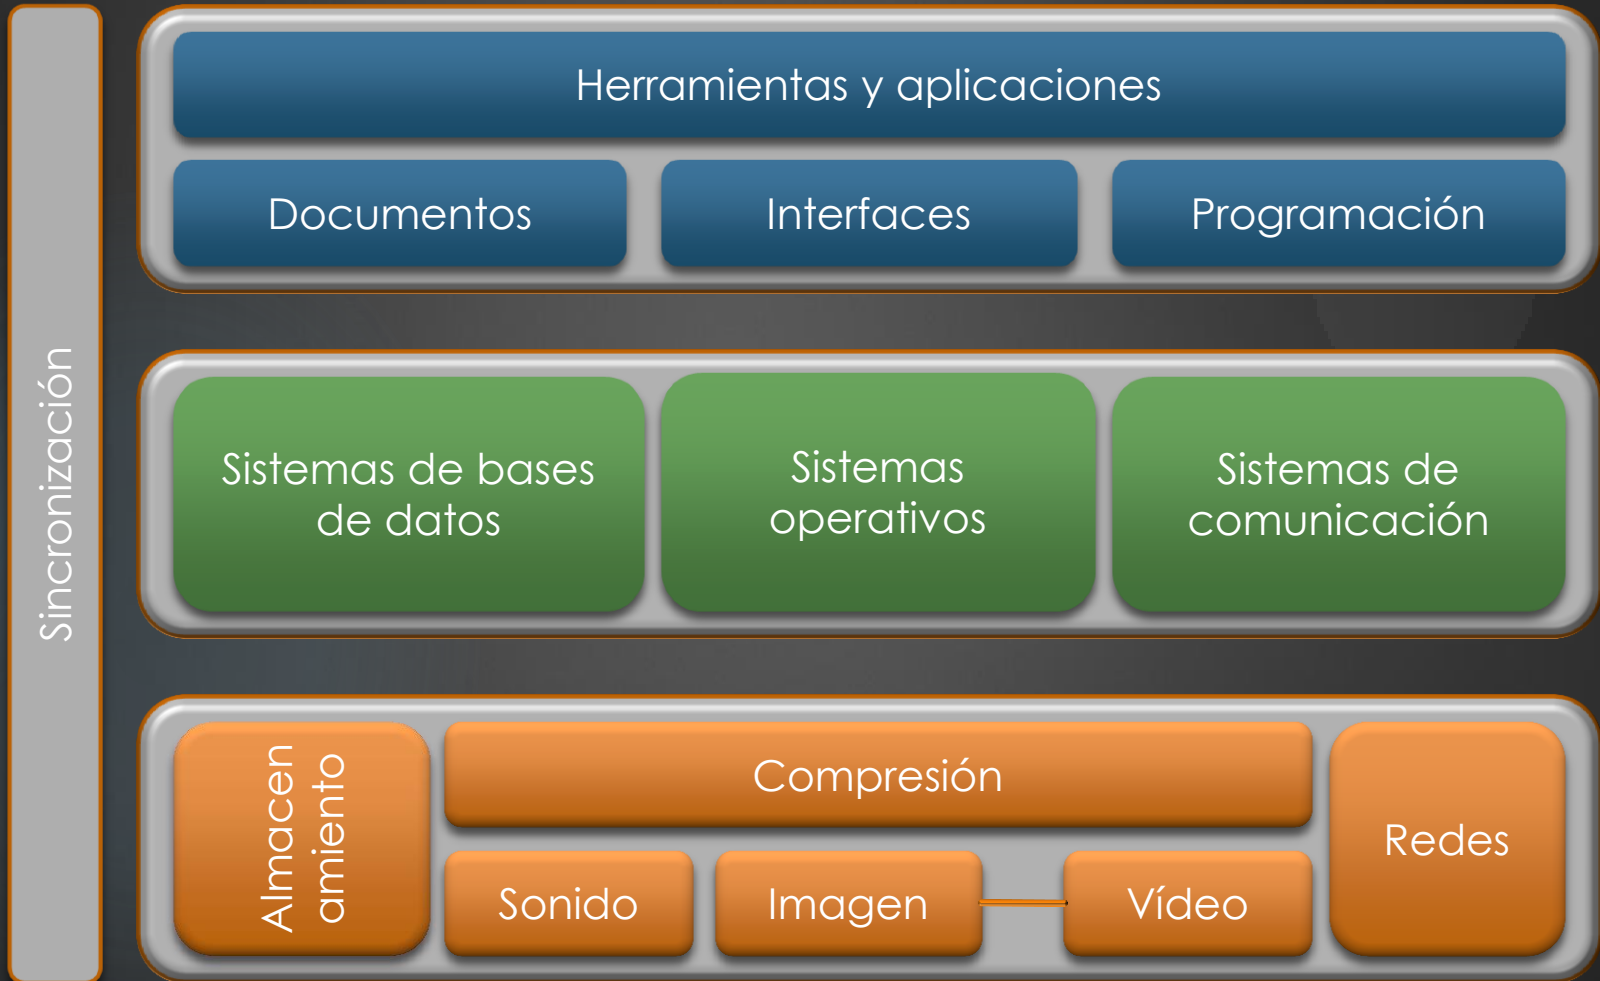 Sincronización
Herramientas y aplicaciones
Documentos
Interfaces
Programación
Sistemas de bases
de datos
Sistemas
operativos
Sistemas de
comunicación
Almacen
amiento
Compresión
Sonido
Imagen
Vídeo
Redes